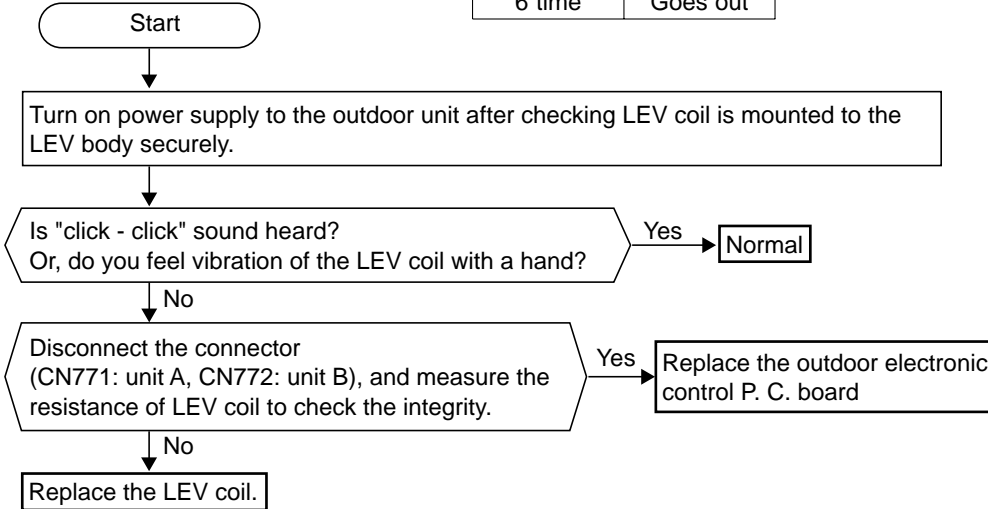 6 time Goes out
Start
Turn on power supply to the outdoor unit after checking LEV coil is mounted to the
LEV body securely.
Is "click - click" sound heard?
Or, do you feel vibration of the LEV coil with a hand?
Yes
Normal
No
Disconnect the connector
(CN771: unit A, CN772: unit B), and measure the
resistance of LEV coil to check the integrity.
Yes
Replace the outdoor electronic
control P. C. board
No
Replace the LEV coil.